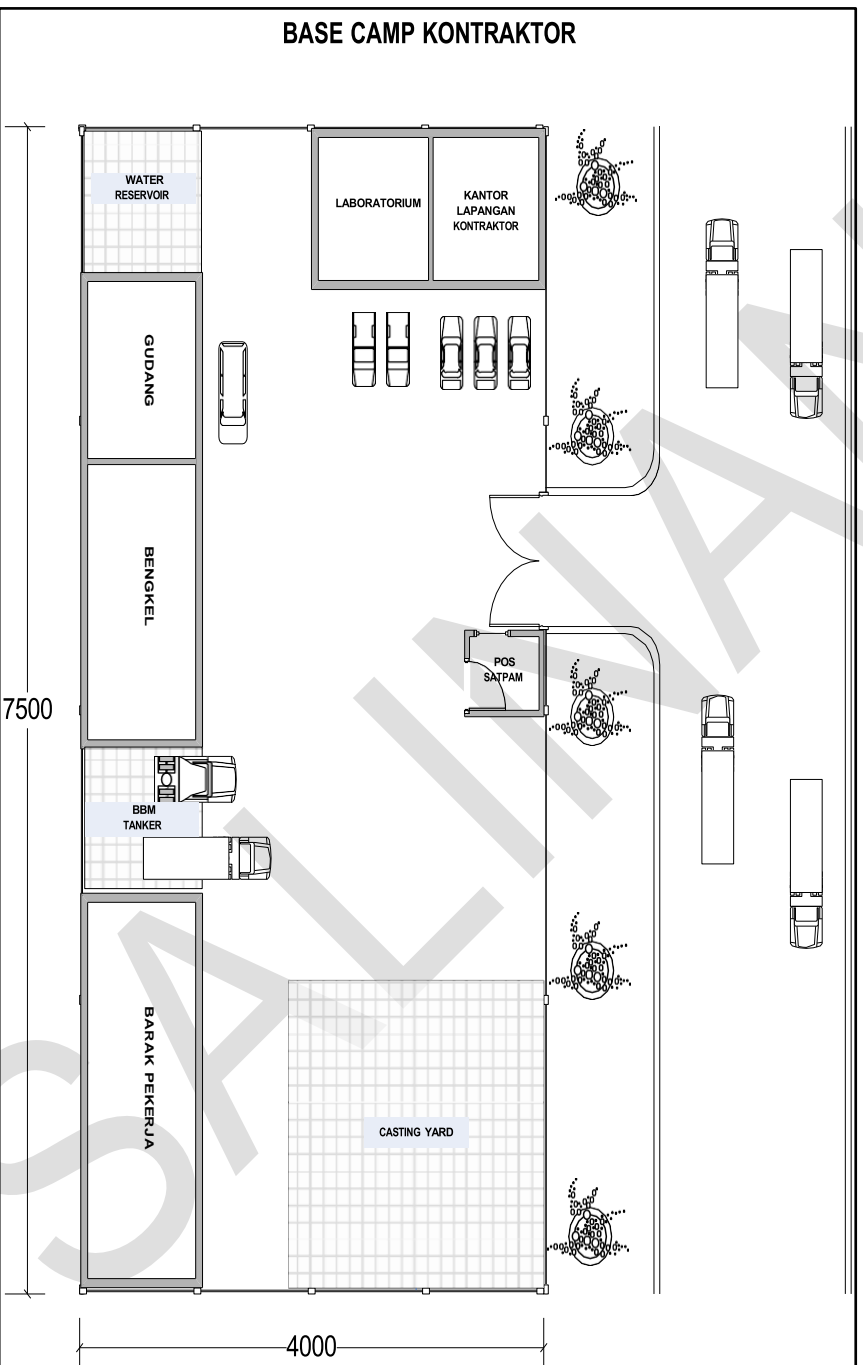 BASE CAMP KONTRAKTOR
WATER
RESERVOIR
LABORATORIUM
KANTOR
LAPANGAN
KONTRAKTOR
GUDANG
BENGKEL
POS
SATPAM
7500
BBM
TANKER
BARAK PEKERJA
CASTING YARD
4000
SALINAN